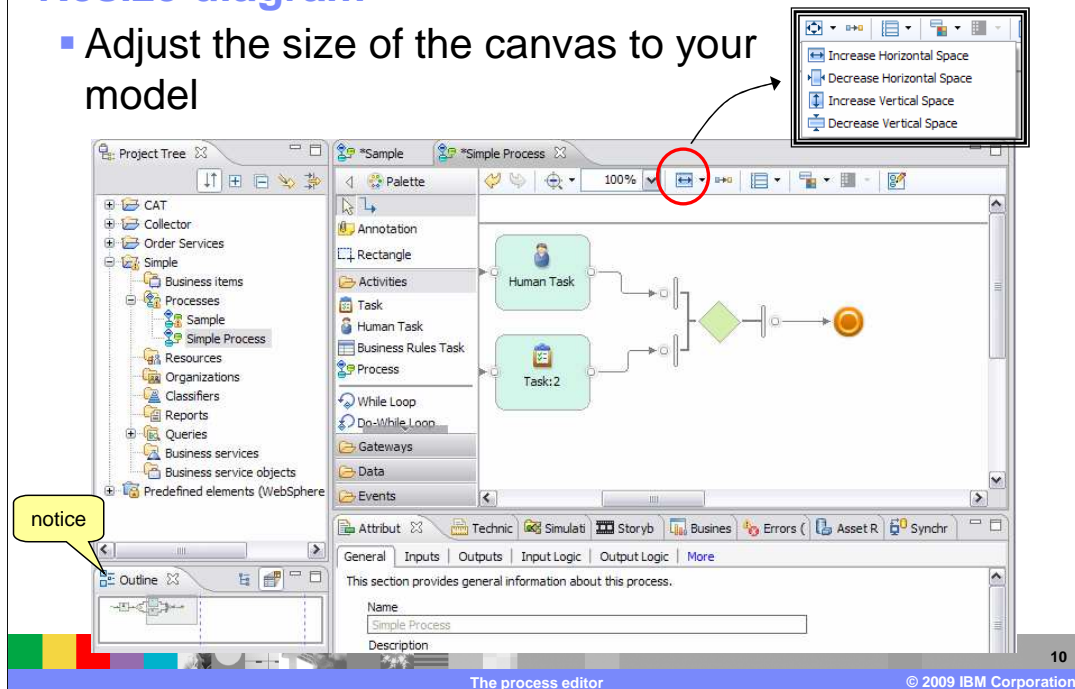 Resize diagram
Adjust the size of the canvas to your
model
Increase Horizontal Space
Decrease Horizontal Space
Increase Vertical Space
Decrease Vertical Space
Project Tree
CAT
Collector
Order Services
Simple
Business items
Processes
Sample
Simple Process
Resources
Organizations
Classifiers
Reports
Queries
Business services
Business service objects
Predefined elements (WebSphere
*Sample
*Simple Process
Palette
100%
Annotation
Rectangle
Activities
Task
Human Task
Business Rules Task
Process
While Loop
Do-While Loop
Gateways
Data
Events
Human Task
Task:2
notice
Outline
Attribut
Technic
Simulati
Storyb
Busines
Errors (
Asset R
Synchr
General
Inputs
Outputs
Input Logic
Output Logic
More
This section provides general information about this process.
Name
Simple Process
Description
10
The process editor
© 2009 IBM Corporation